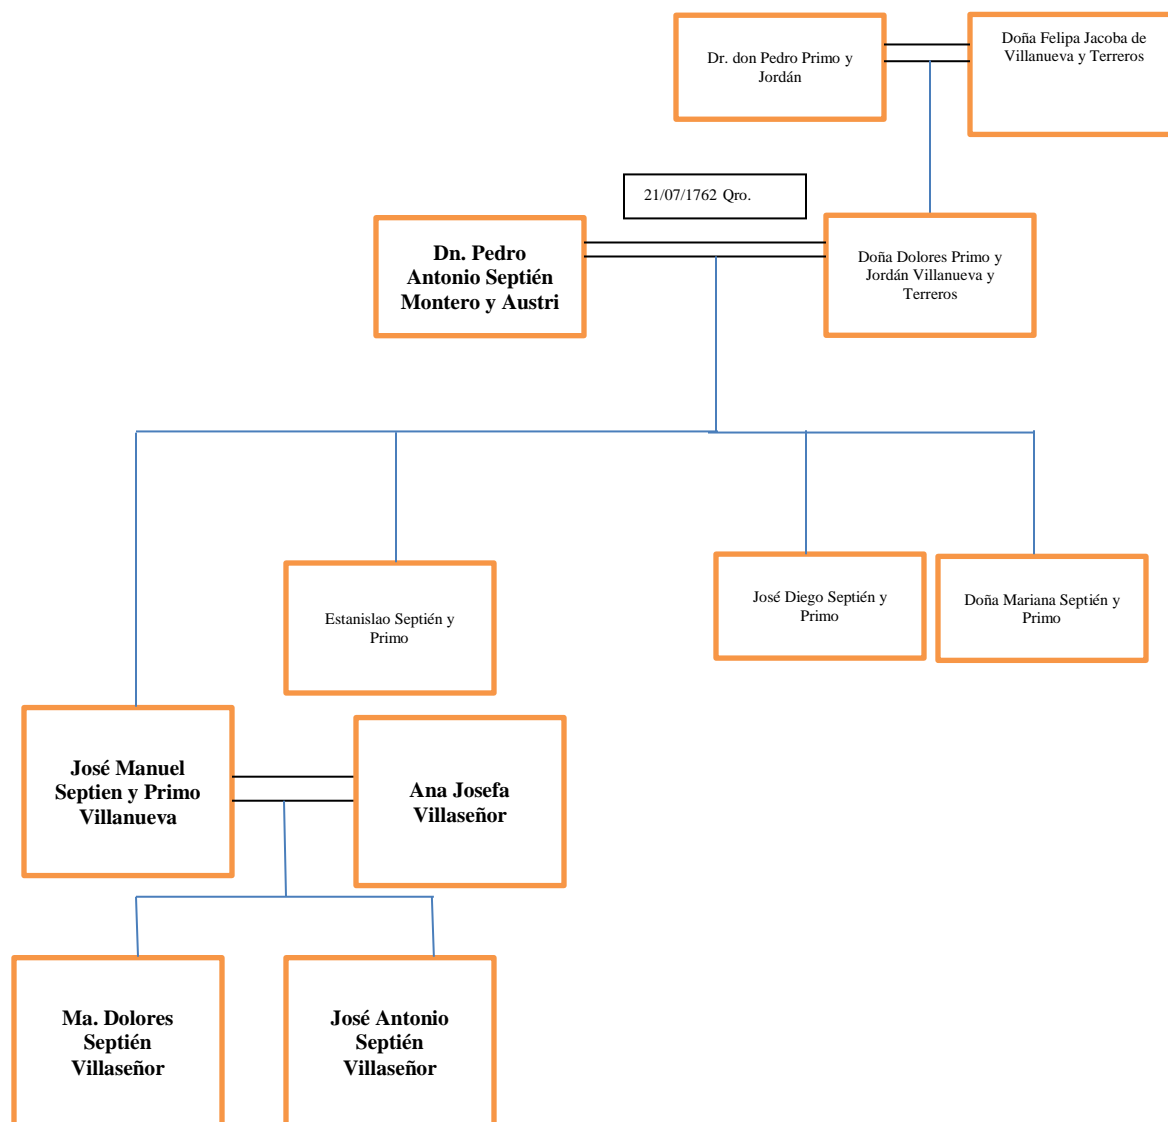 Dr. don Pedro Primo y
Jordán
Doña Felipa Jacoba de
Villanueva y Terreros
21/07/1762 Qro.
Dn. Pedro
Antonio Septién
Montero y Austri
Doña Dolores Primo y
Jordán Villanueva y
Terreros
Estanislao Septién y
Primo
José Diego Septién y
Primo
Doña Mariana Septién y
Primo
José Manuel
Septien y Primo
Villanueva
Ana Josefa
Villaseñor
Ma. Dolores
Septién
Villaseñor
José Antonio
Septién
Villaseñor